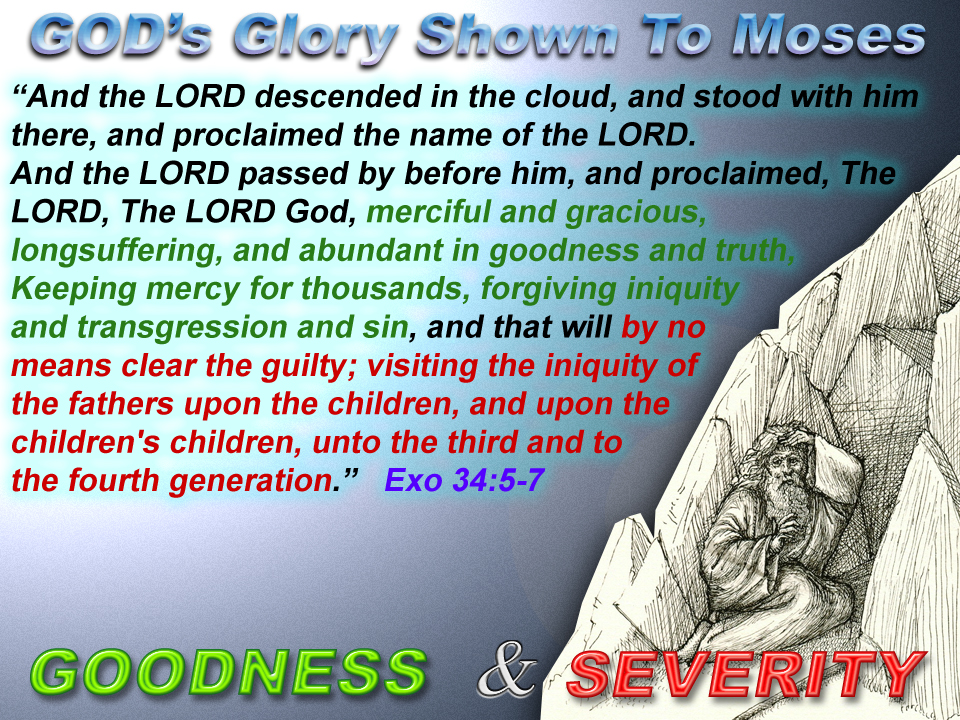 GOD's Glory Shown To Moses
“And the LORD descended in the cloud, and stood with him
there, and proclaimed the name of the LORD.
And the LORD passed by before him, and proclaimed, The
LORD, The LORD God, merciful and gracious,
longsuffering, and abundant in goodness and truth,
Keeping mercy for thousands, forgiving iniquity
and transgression and sin, and that will by no
means clear the guilty; visiting the iniquity of
the fathers upon the children, and upon the
children's children, unto the third and to
the fourth generation.” Exo 34:5-7
GOODNESS & SEVERITY